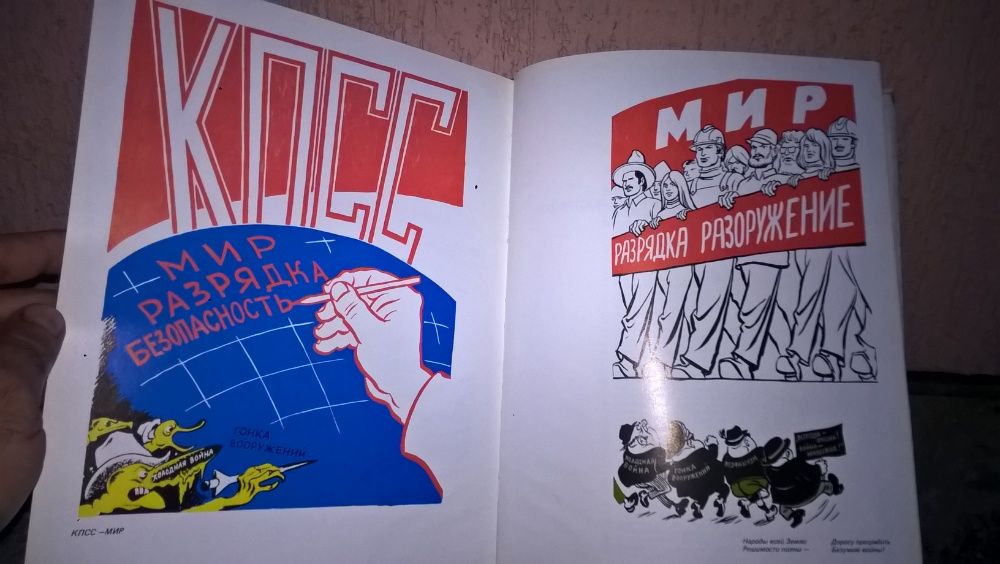 КПСС
МИР
РАЗРЯДКА
БЕЗОПАСНОСТЬ
ГОНКА
ВООРУЖЕНИЙ
ХОЛОДНАЯ ВОЙНА
КПСС – МИР
МИР
РАЗРЯДКА РАЗОРУЖЕНИЕ
ХОЛОДНАЯ
ВОЙНА
ГОНКА
ВООРУЖЕНИЙ
Народы всей Земли
Решимости полны —
Дорогу преградить
Безумию войны!